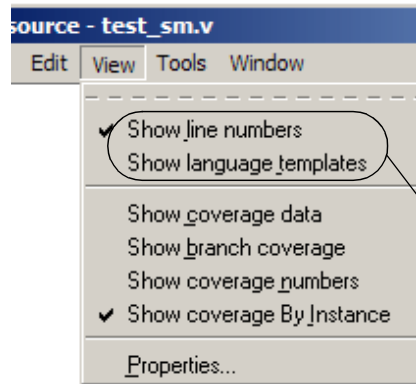 source - test_sm.v
Edit View Tools Window
Show line numbers
Show language templates
Show coverage data
Show branch coverage
Show coverage numbers
Show coverage By Instance
Properties...